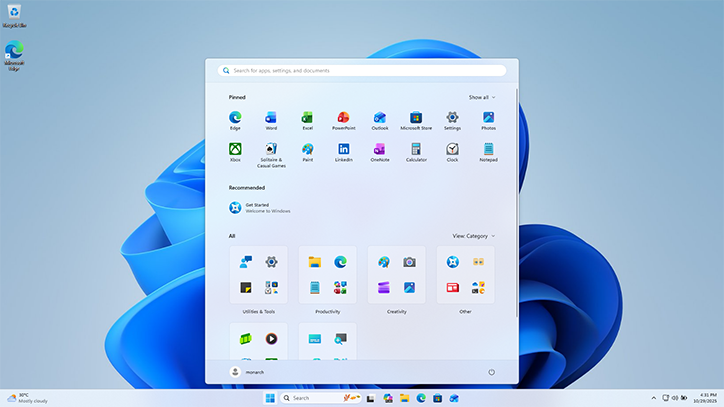 Recycle Bin
Microsoft
Edge
Search for apps, settings, and documents
Pinned
Show all
Edge
Word
Excel
PowerPoint
Outlook
Microsoft Store
Settings
Photos
Xbox
Solitaire &
Casual Games
Paint
LinkedIn
OneNote
Calculator
Clock
Notepad
Recommended
Get Started
Welcome to Windows
All
View: Category
Utilities & Tools
Productivity
Creativity
Other
monarch
30°C
Mostly cloudy
Search
4:31 PM
10/29/2025